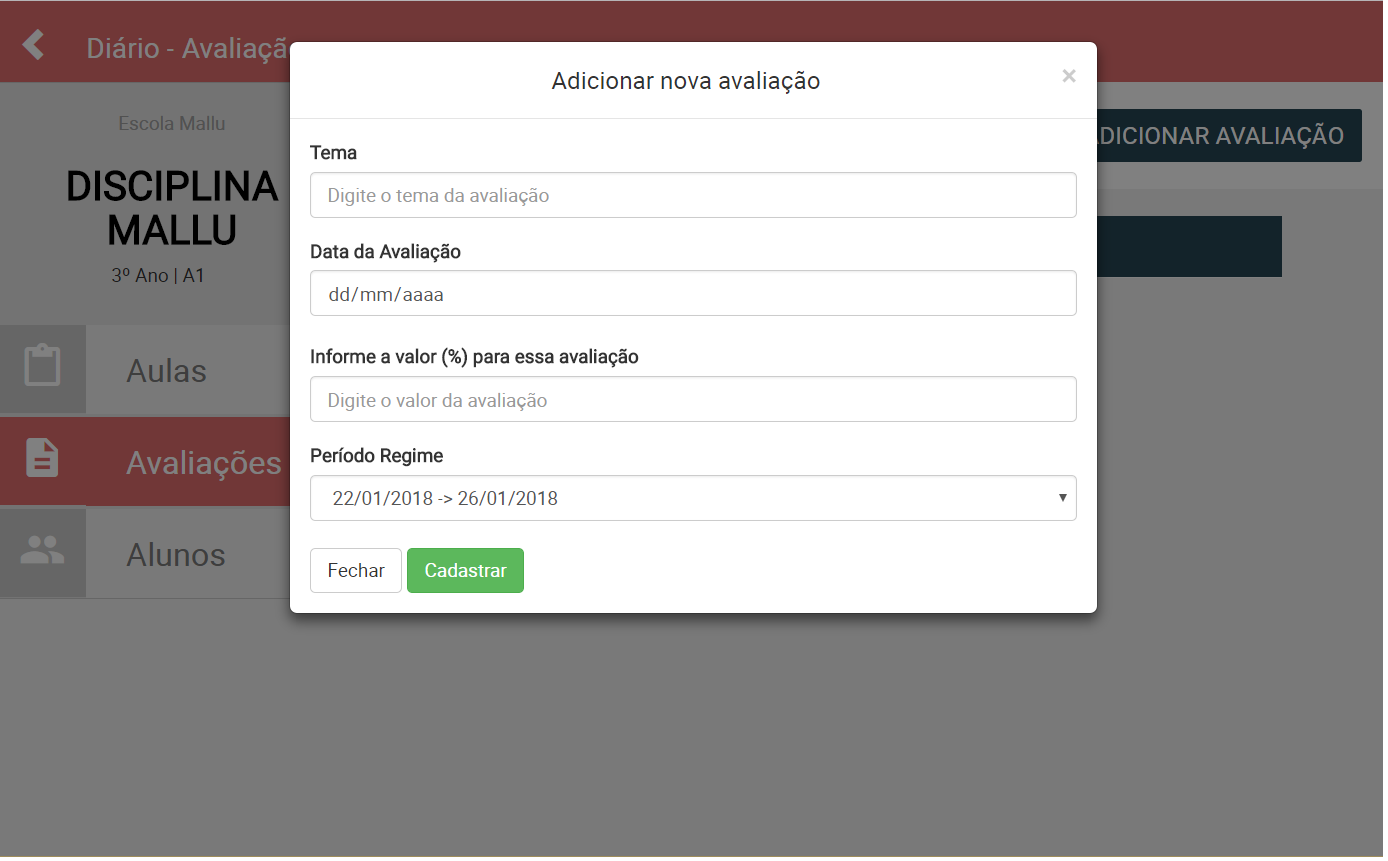 Diário - Avaliaçã
Escola Mallu
DISCIPLINA
MALLU
3º Ano | A1
Aulas
Avaliações
Alunos
DICIONAR AVALIAÇÃO
Adicionar nova avaliação
×
Tema
Digite o tema da avaliação
Data da Avaliação
dd/mm/aaaa
Informe a valor (%) para essa avaliação
Digite o valor da avaliação
Período Regime
22/01/2018 -> 26/01/2018
Fechar
Cadastrar